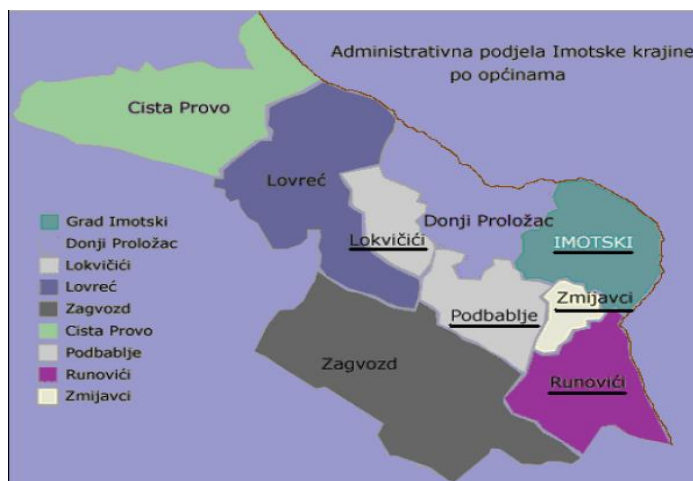 Administrativna podjela Imotske krajine
po općinama
Cista Provo
Lovreć
Donji Proložac
Lokvičići
IMOTSKI
Zmijavci
Podbablje
Zagvozd
Runovići
Grad Imotski
Donji Proložac
Lokvičići
Lovreć
Zagvozd
Cista Provo
Podbablje
Runovići
Zmijavci